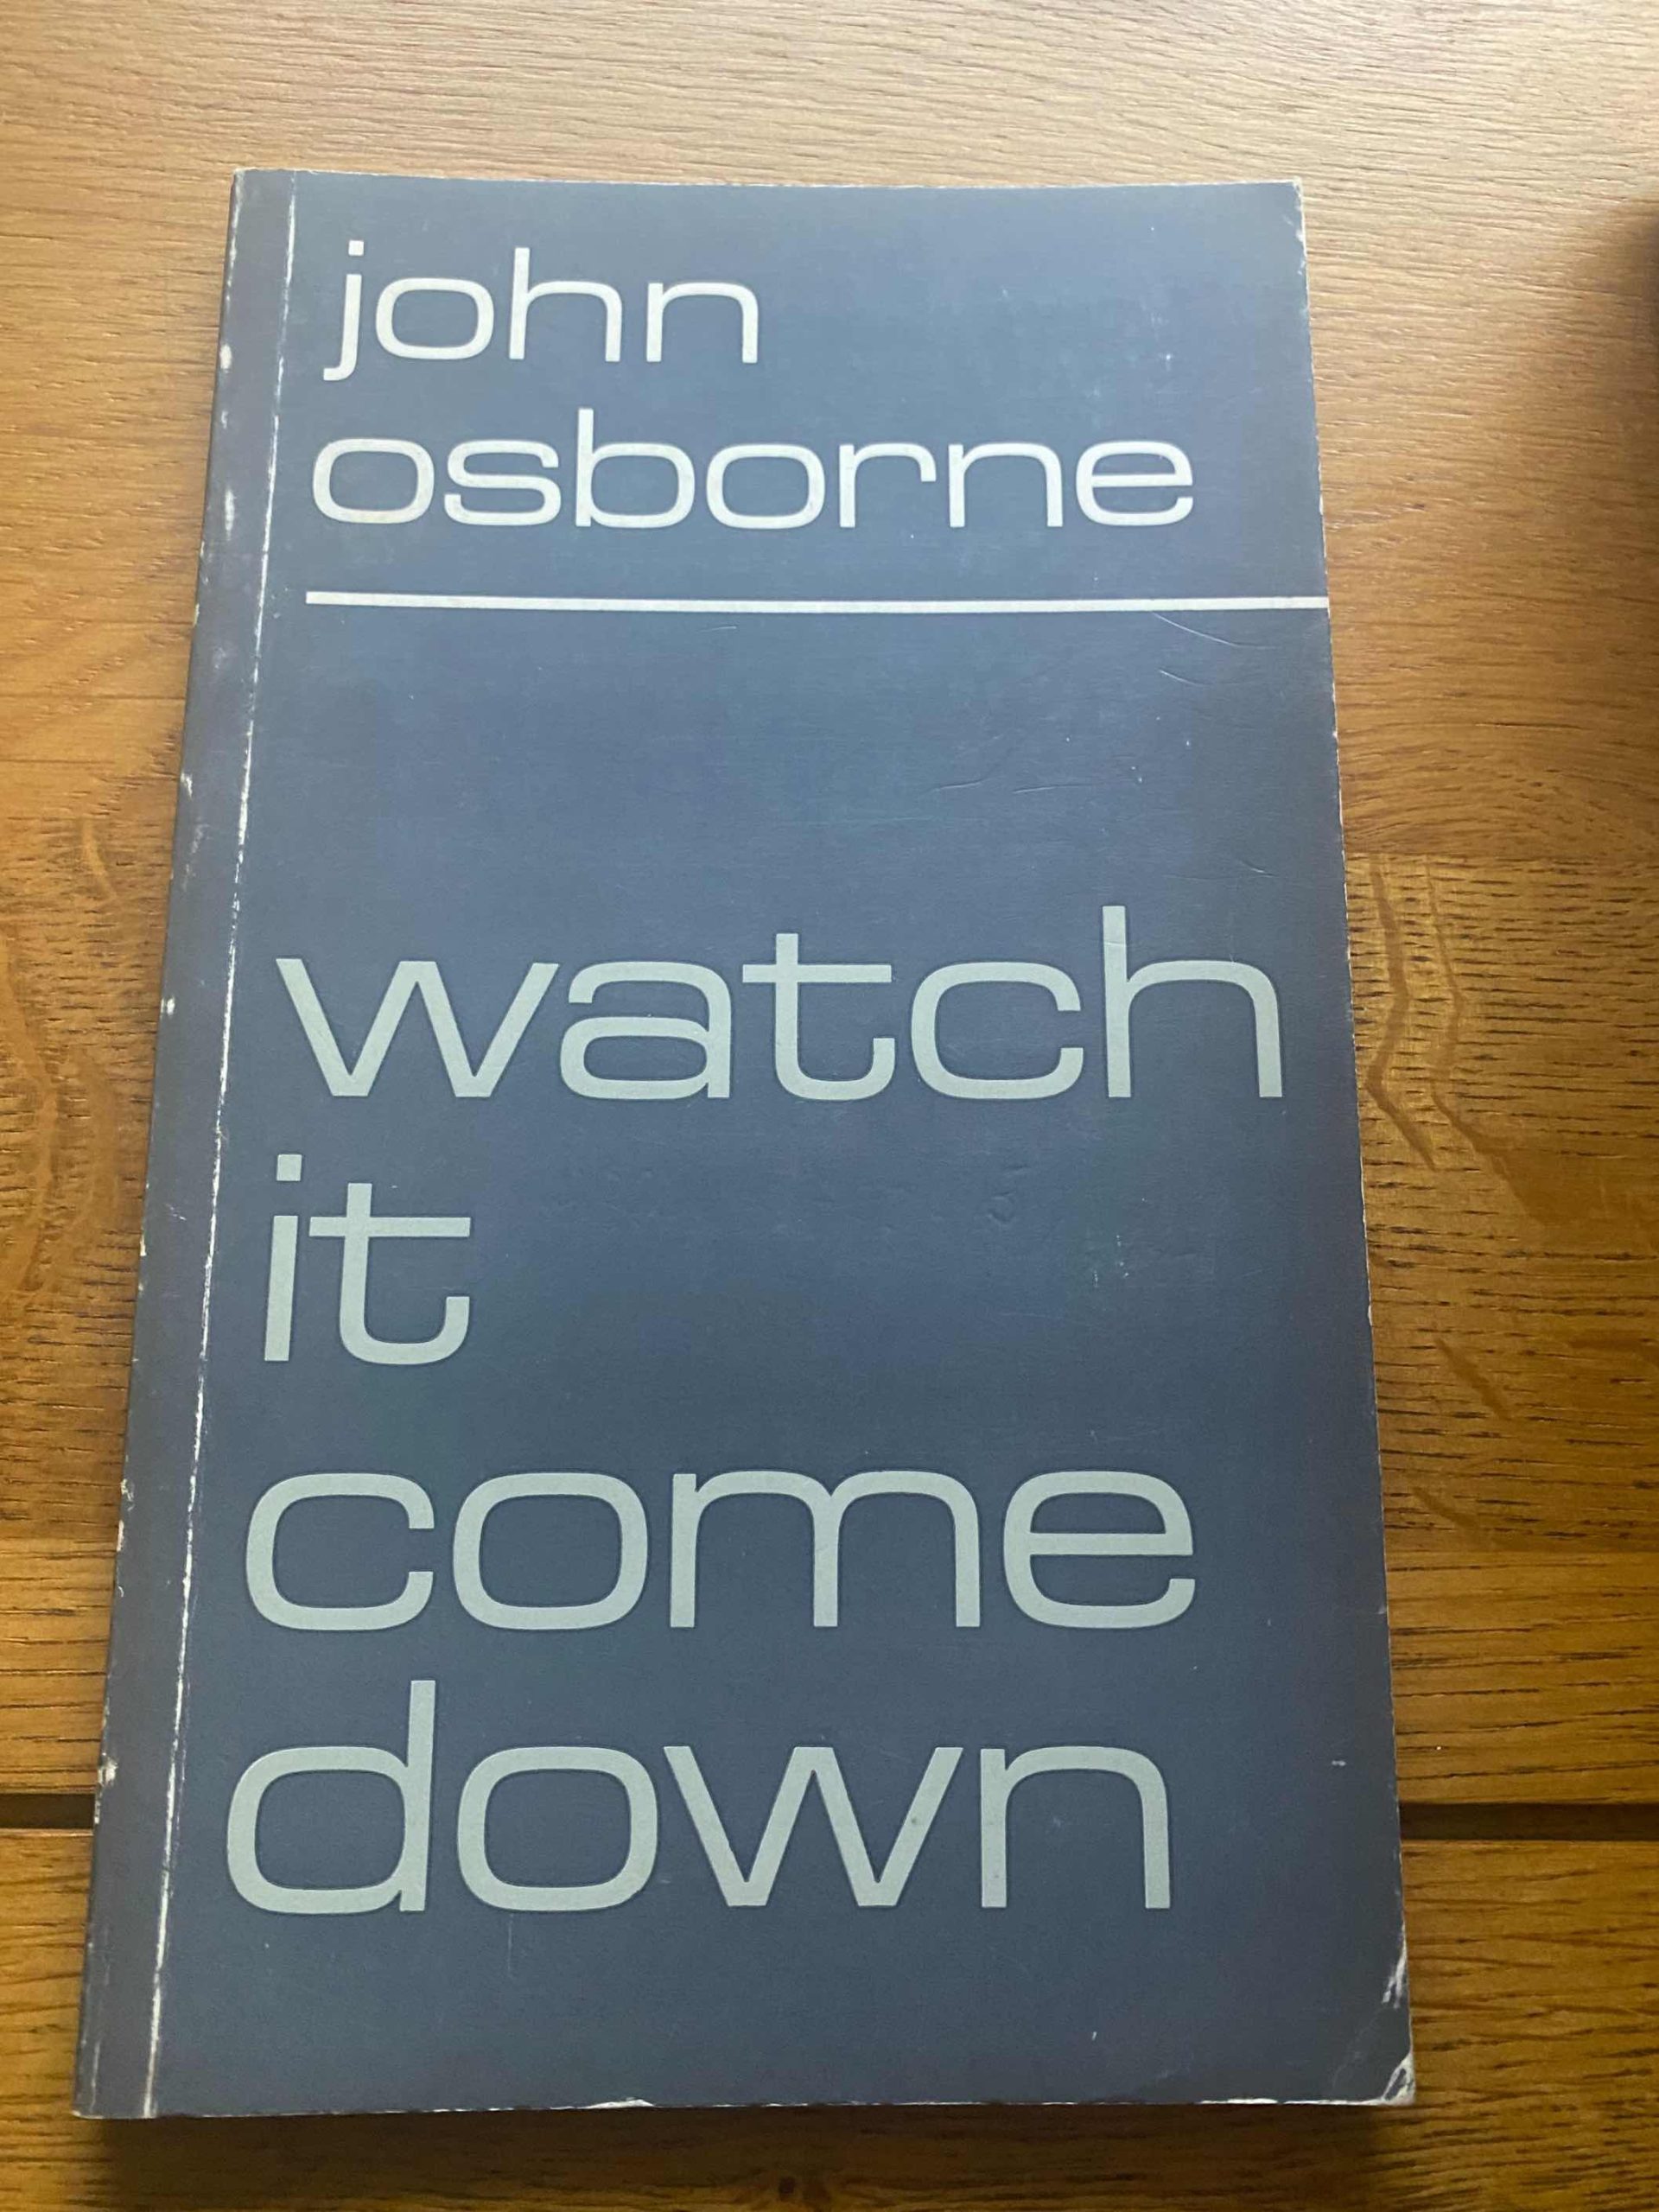 john
osborne
watch
it
come
down